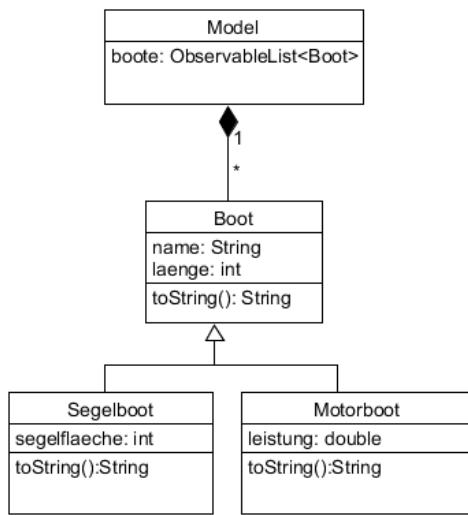 Model
boote: ObservableList<Boot>
1
*
Boot
name: String
laenge: int
toString(): String
Segelboot
segelflaeche: int
toString():String
Motorboot
leistung: double
toString():String